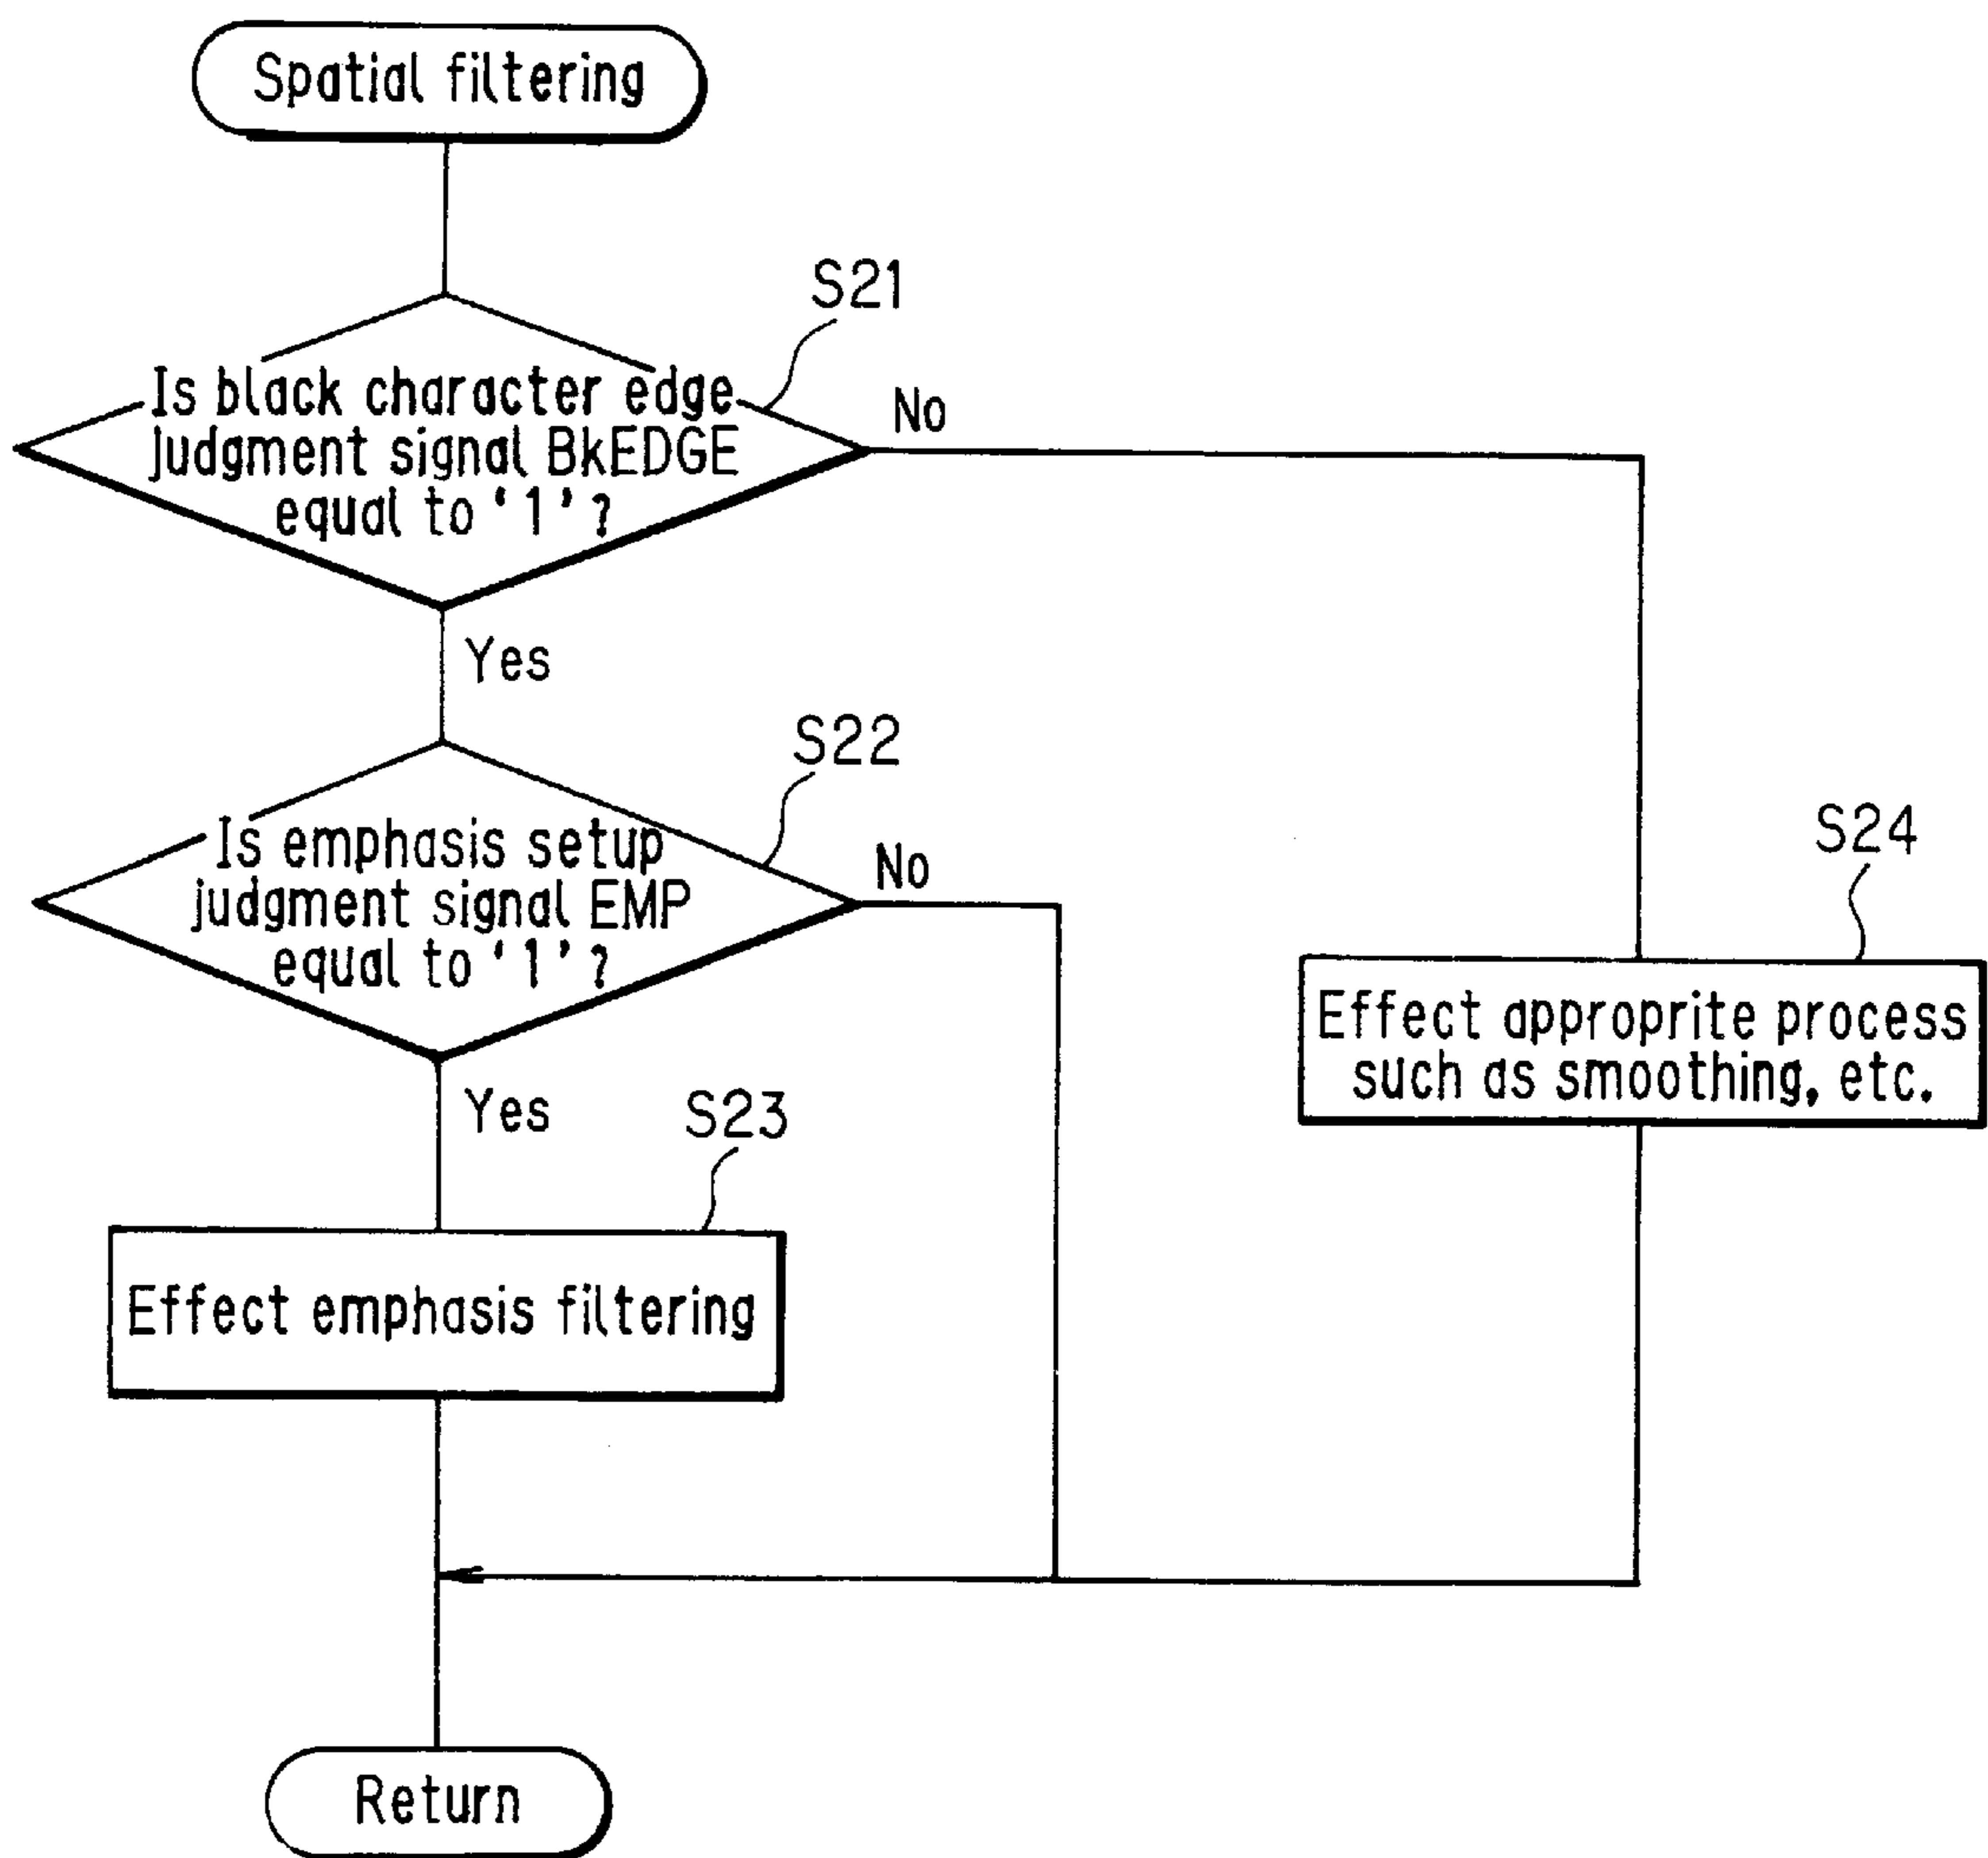 Spatial filtering
S21
Is black character edge
judgment signal BkEDGE
equal to ‘1’?
No
Yes
S22
Is emphasis setup
judgment signal EMP
equal to ‘1’?
No
Yes
S23
Effect emphasis filtering
S24
Effect approprite process
such as smoothing, etc.
Return